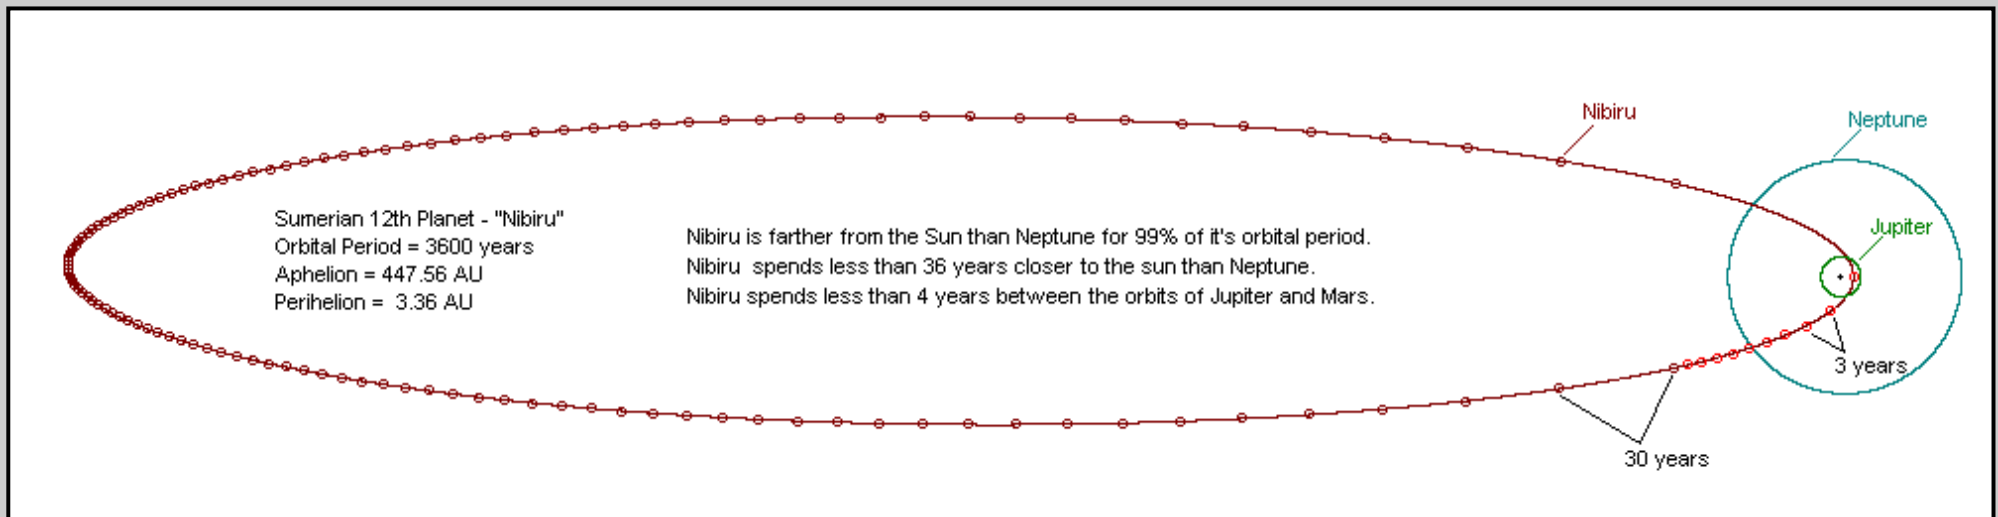 Nibiru
Neptune
Sumerian 12th Planet - "Nibiru"
Orbital Period = 3600 years
Aphelion = 447.56 AU
Perihelion = 3.36 AU
Nibiru is farther from the Sun than Neptune for 99% of it's orbital period.
Nibiru spends less than 36 years closer to the sun than Neptune.
Nibiru spends less than 4 years between the orbits of Jupiter and Mars.
Jupiter
3 years
30 years